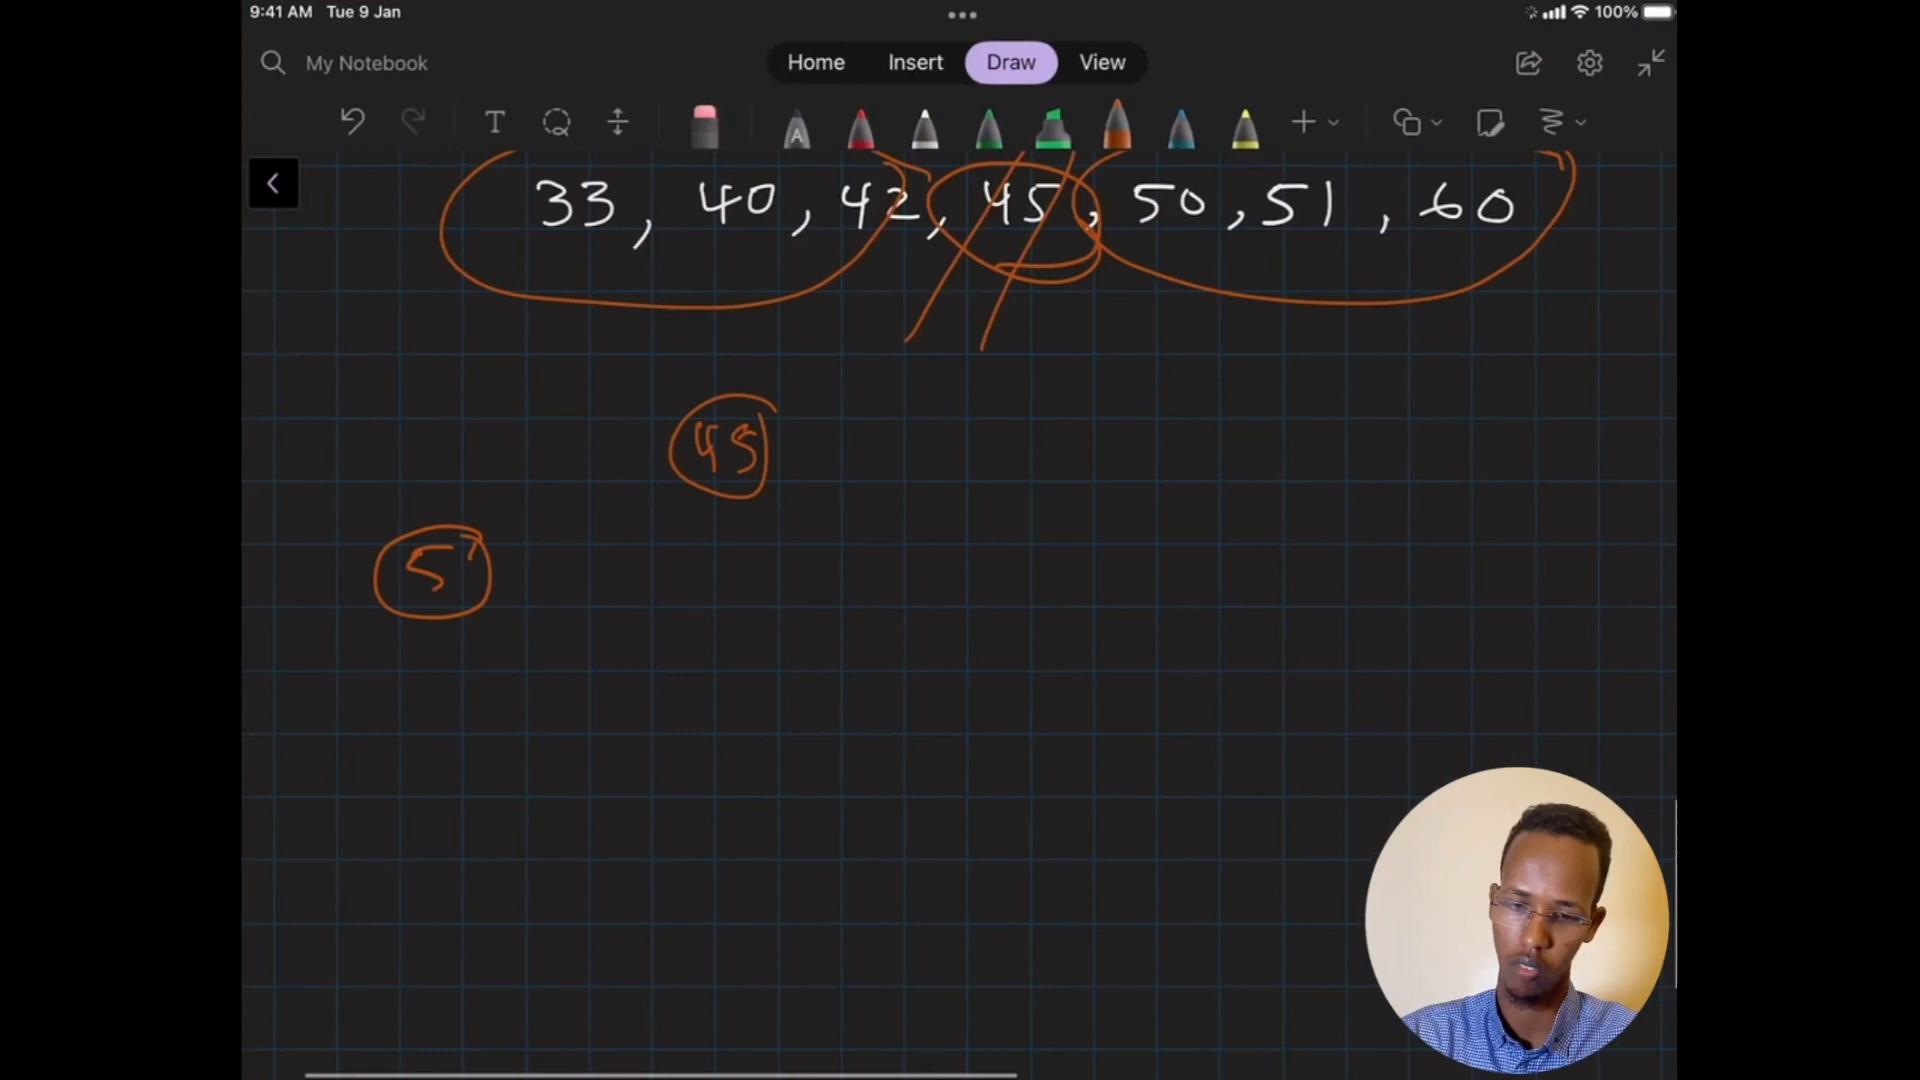 9:41 AM Tue 9 Jan 100%
My Notebook Home Insert Draw View
T A
33, 40, 42, 45, 50, 51, 60
45
5